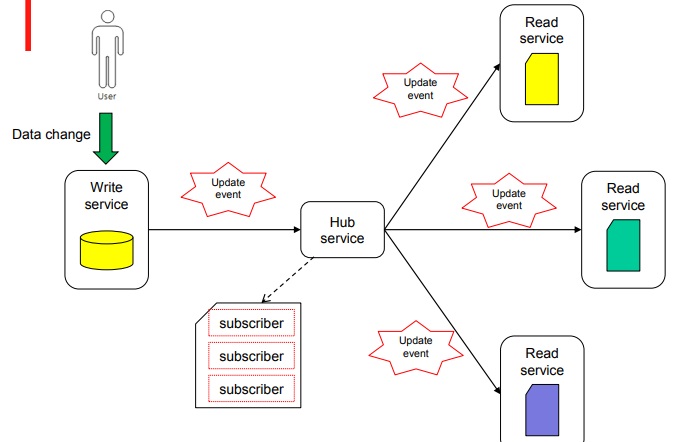 User
Data change
Write
service
Update
event
Hub
service
subscriber
subscriber
subscriber
Update
event
Read
service
Update
event
Read
service
Update
event
Read
service